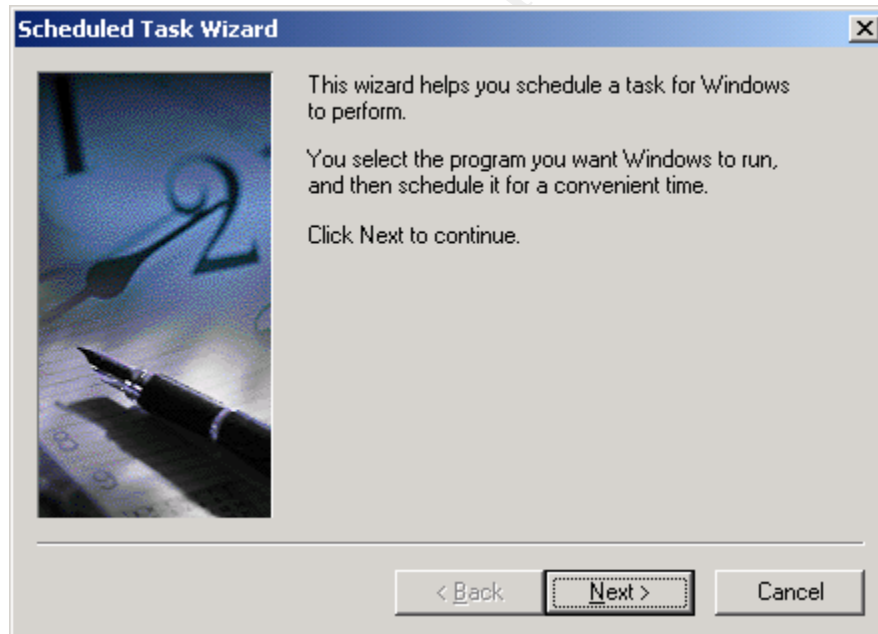 Scheduled Task Wizard
This wizard helps you schedule a task for Windows
to perform.
You select the program you want Windows to run,
and then schedule it for a convenient time.
Click Next to continue.
2
< Back
Next >
Cancel